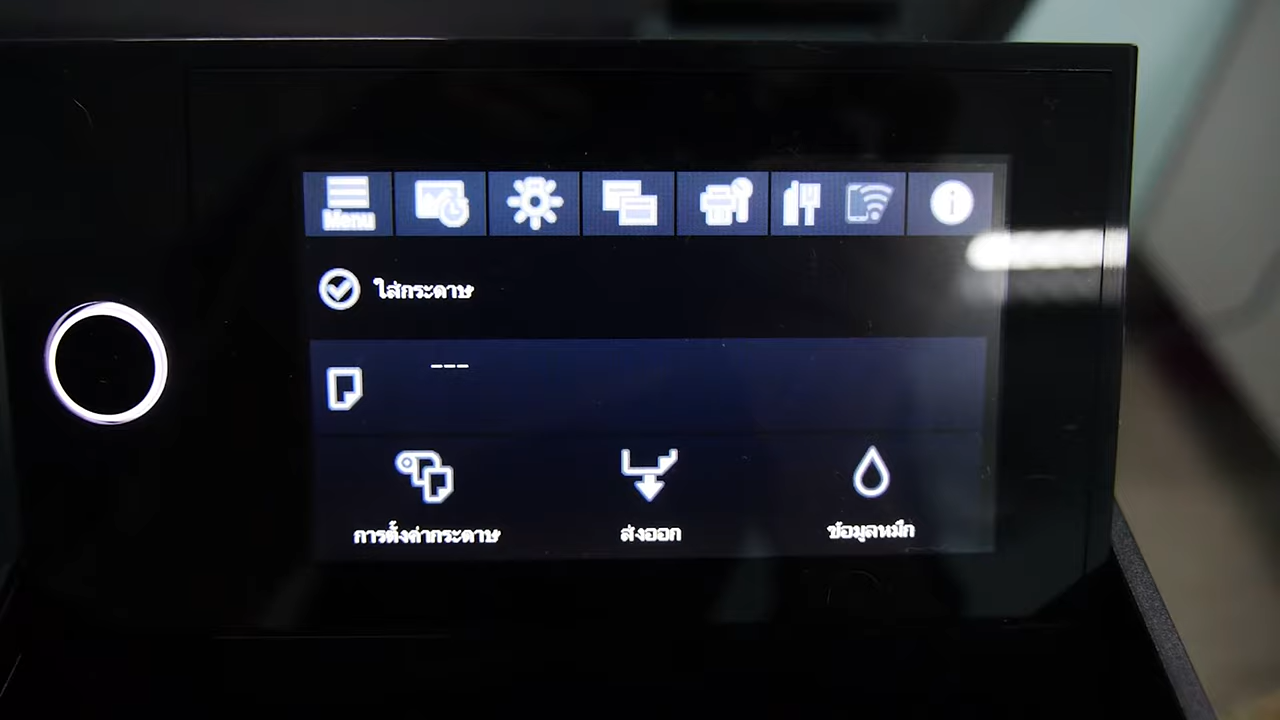 Menu
ใส่กระดาษ
---
การตั้งค่ากระดาษ
ส่งออก
ข้อมูลหมึก